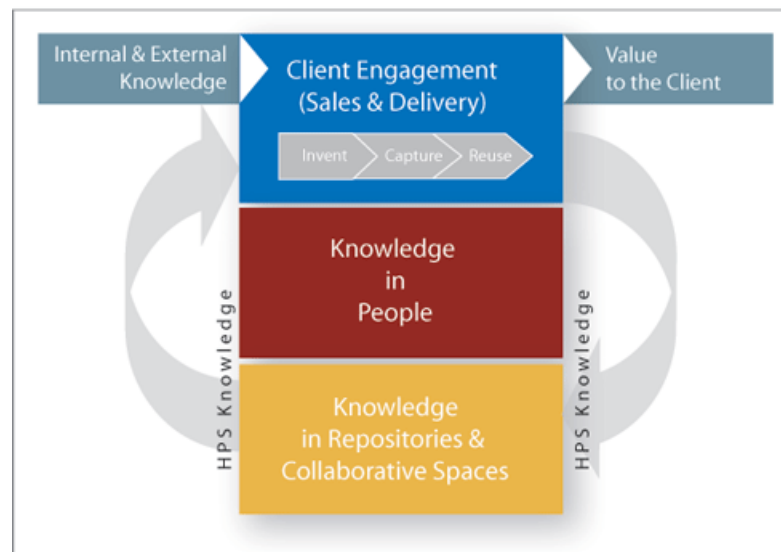 Internal & External
Knowledge
Client Engagement
(Sales & Delivery)
Value
to the Client
Invent
Capture
Reuse
Knowledge
in
People
HPS Knowledge
HPS Knowledge
Knowledge
in Repositories &
Collaborative Spaces